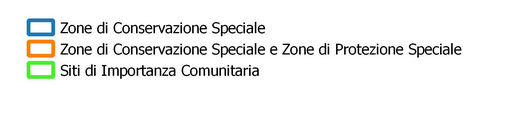 Zone di Conservazione Speciale
Zone di Conservazione Speciale e Zone di Protezione Speciale
Siti di Importanza Comunitaria